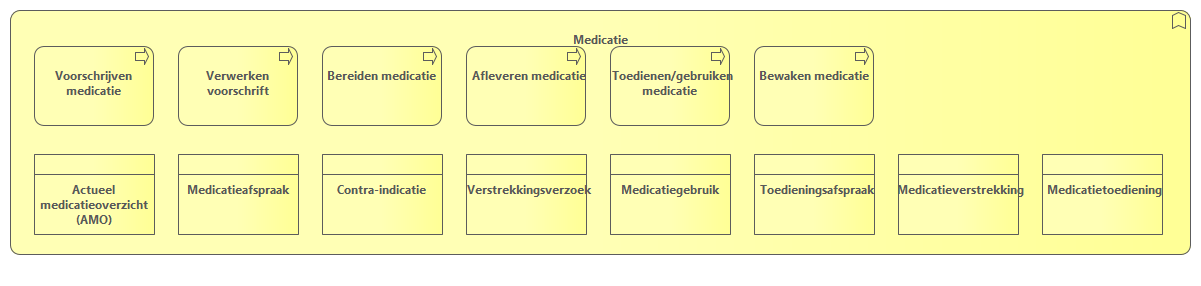 Medicatie
Voorschrijven
medicatie
Verwerken
voorschrift
Bereiden medicatie
Afleveren medicatie
Toedienen/gebruiken
medicatie
Bewaken medicatie
Actueel
medicatieoverzicht
(AMO)
Medicatieafspraak
Contra-indicatie
Verstrekkingsverzoek
Medicatiegebruik
Toedieningsafspraak
Medicatieverstrekking
Medicatietoediening